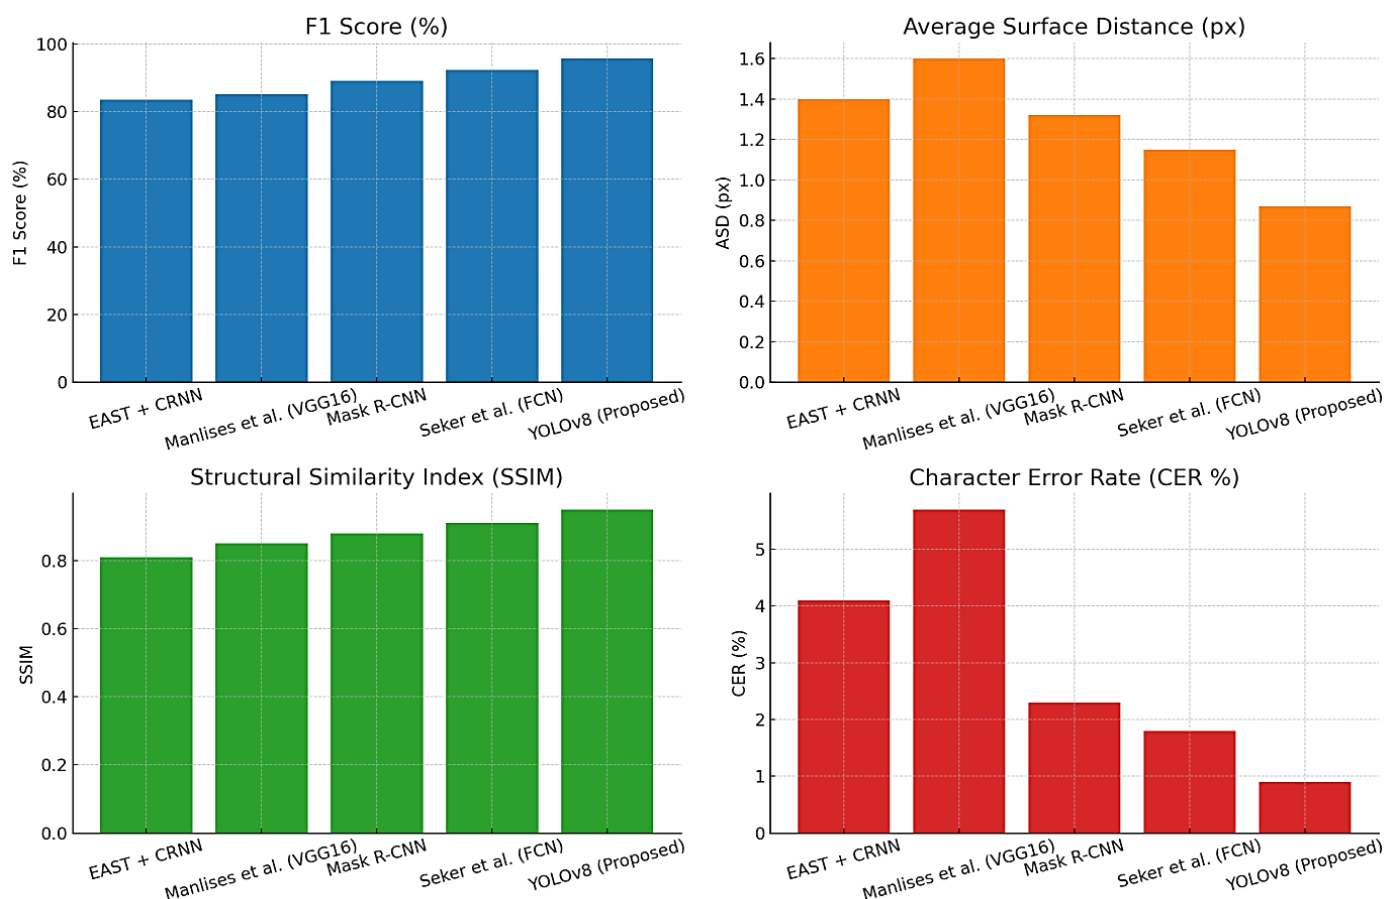 F1 Score (%)
F1 Score (%)
100
80
60
40
20
0
EAST + CRNN
Manlises et al. (VGG16)
Mask R-CNN
Seker et al. (FCN)
YOLOv8 (Proposed)
Average Surface Distance (px)
ASD (px)
1.6
1.4
1.2
1.0
0.8
0.6
0.4
0.2
0.0
EAST + CRNN
Manlises et al. (VGG16)
Mask R-CNN
Seker et al. (FCN)
YOLOv8 (Proposed)
Structural Similarity Index (SSIM)
SSIM
0.8
0.6
0.4
0.2
0.0
EAST + CRNN
Manlises et al. (VGG16)
Mask R-CNN
Seker et al. (FCN)
YOLOv8 (Proposed)
Character Error Rate (CER %)
CER (%)
5
4
3
2
1
0
EAST + CRNN
Manlises et al. (VGG16)
Mask R-CNN
Seker et al. (FCN)
YOLOv8 (Proposed)